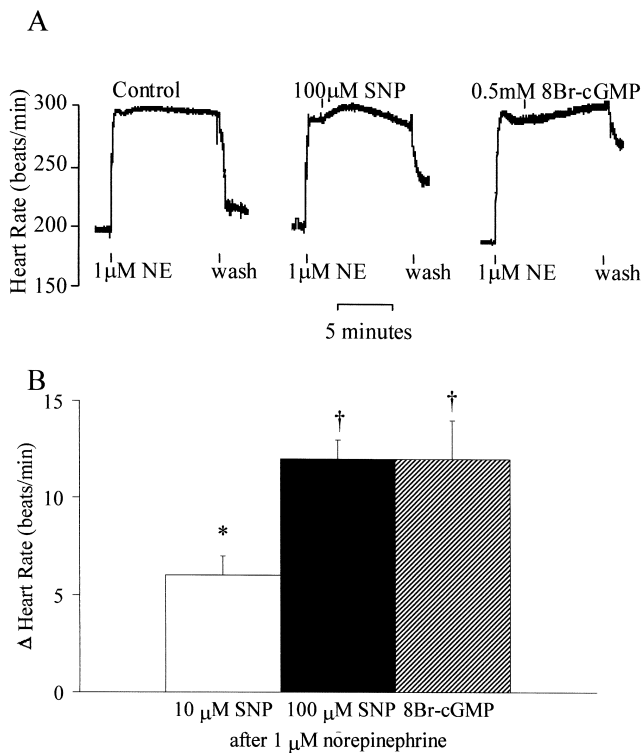 A
Control
100μM SNP
0.5mM 8Br-cGMP
Heart Rate (beats/min)
300
250
200
150
1μM NE
wash
1μM NE
wash
1μM NE
wash
5 minutes
B
Δ Heart Rate (beats/min)
15
10
5
0
*
†
†
10 μM SNP
100 μM SNP
8Br-cGMP
after 1 μM norepinephrine